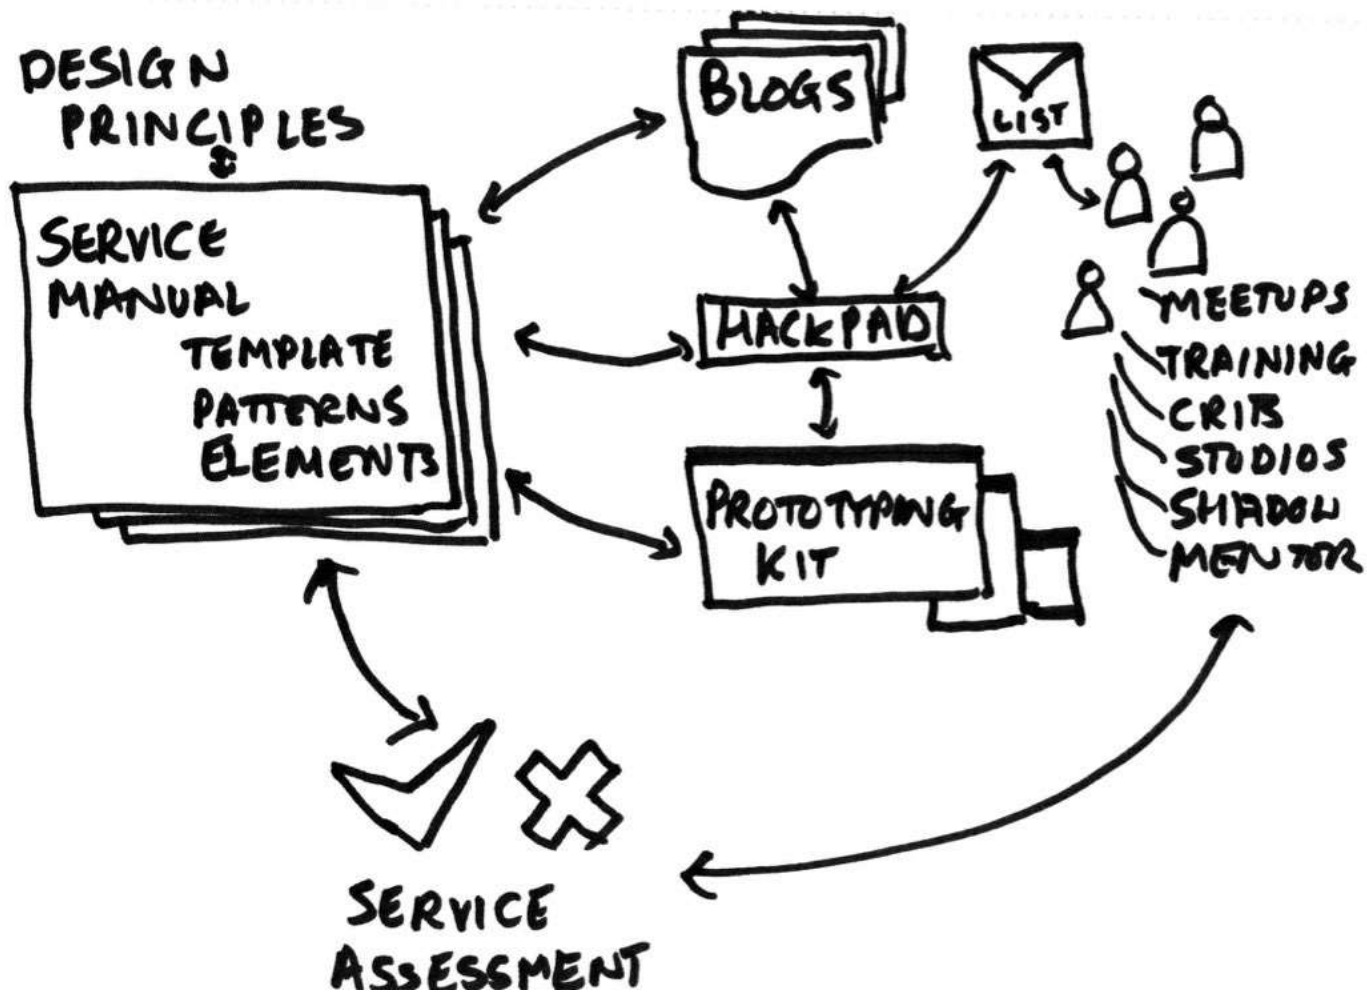 DESIGN
PRINCIPLES
SERVICE
MANUAL
TEMPLATE
PATTERNS
ELEMENTS
BLOGS
LIST
HACKPAD
PROTOTYPING
KIT
MEETUPS
TRAINING
CRITS
STUDIOS
SHADOW
MENTOR
SERVICE
ASSESSMENT